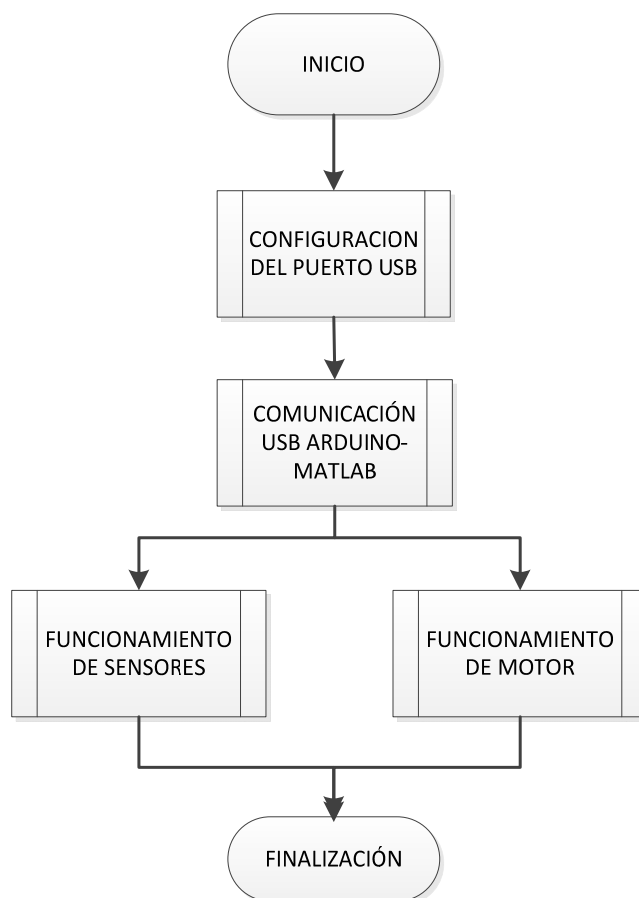 INICIO
CONFIGURACION
DEL PUERTO USB
COMUNICACIÓN
USB ARDUINO-
MATLAB
FUNCIONAMIENTO
DE SENSORES
FUNCIONAMIENTO
DE MOTOR
FINALIZACIÓN